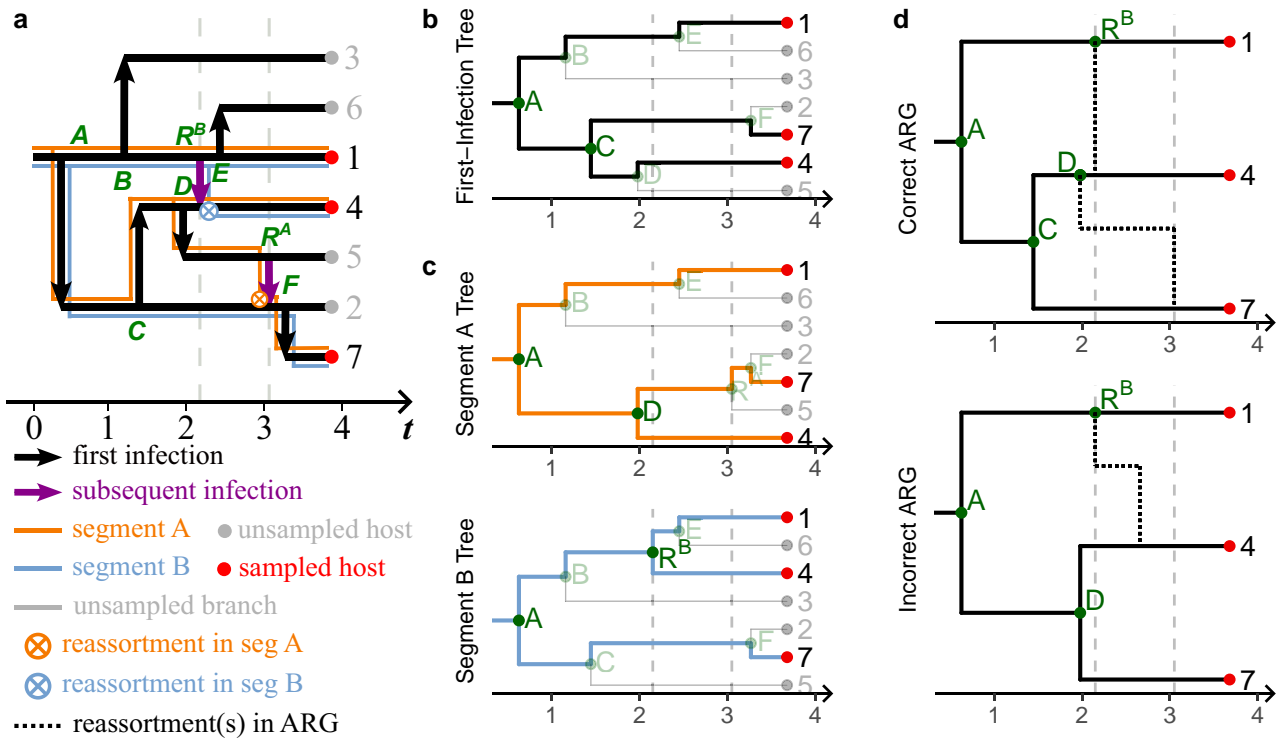 a
3
6
A
R^B
1
B
D
E
4
R^A
5
F
2
C
7
0 1 2 3 4 t
first infection
subsequent infection
segment A
unsampled host
segment B
sampled host
unsampled branch
reassortment in seg A
reassortment in seg B
reassortment(s) in ARG
b
First–Infection Tree
1
E
6
B
3
A
2
F
7
C
4
D
5
1 2 3 4
c
Segment A Tree
1
E
6
B
3
A
2
F
7
R^A
5
D
4
1 2 3 4
Segment B Tree
1
E
6
R^B
4
B
3
A
2
F
7
C
5
1 2 3 4
d
Correct ARG
R^B
1
A
D
4
C
7
1 2 3 4
Incorrect ARG
R^B
1
A
4
D
7
1 2 3 4